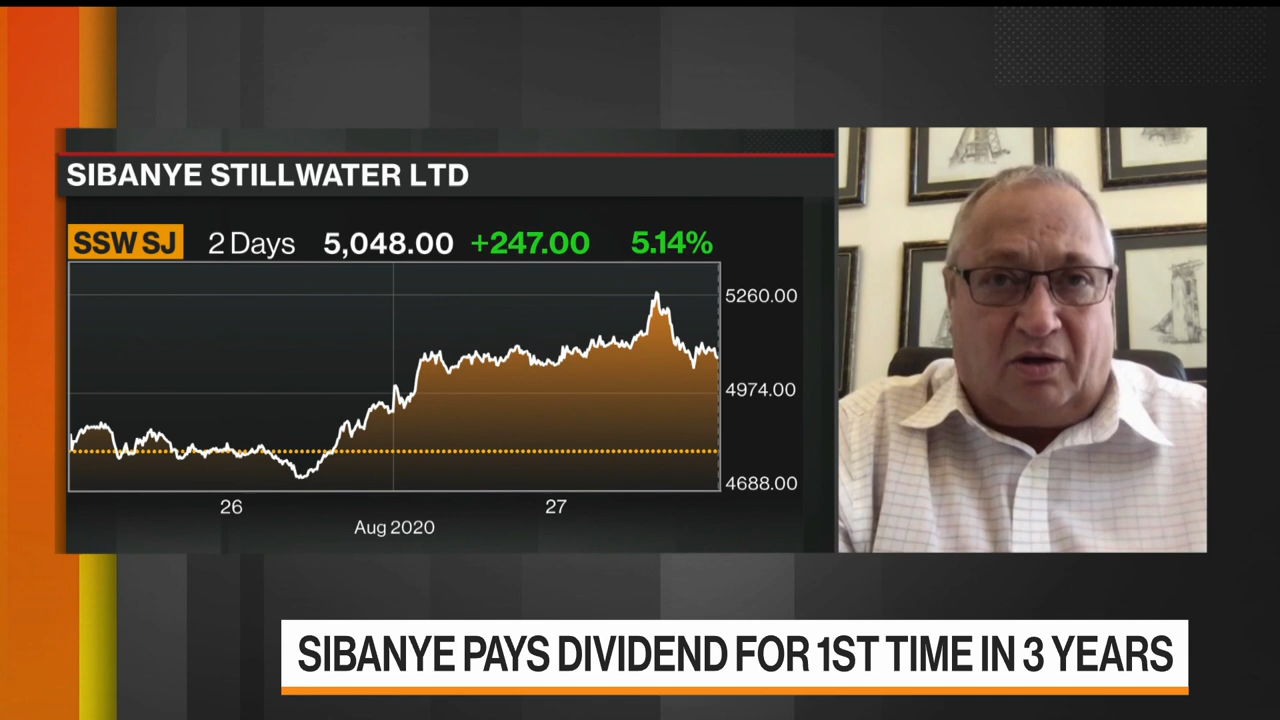 SIBANYE STILLWATER LTD
SSW SJ 2 Days 5,048.00 +247.00 5.14%
5260.00
4974.00
4688.00
26 27
Aug 2020
SIBANYE PAYS DIVIDEND FOR 1ST TIME IN 3 YEARS